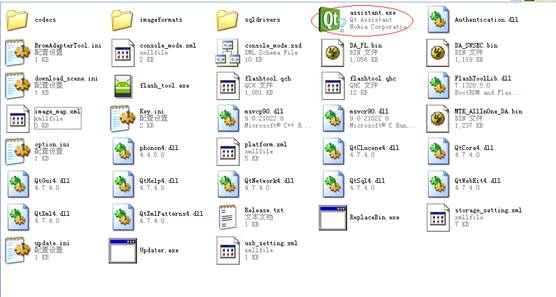 codecs
imageformats
sqldrivers
assistant.exe
Qt Assistant
Nokia Corporatio...
Authentication.dll
BromAdapterTool.ini
配置设置
1 KB
console_mode.xml
xmlfile
2 KB
console_mode.xsd
XML Schema File
10 KB
DA_PL.bin
BIN 文件
1,056 KB
DA_SWSEC.bin
BIN 文件
1,119 KB
download_scene.ini
配置设置
1 KB
flash_tool.exe
flashtool.qch
QCH 文件
1,081 KB
flashtool.qhc
QHC 文件
12 KB
FlashToolLib.dll
7.1328.5.0
BootROM and Flas...
image_map.xml
xmlfile
3 KB
Key.ini
配置设置
2 KB
msvcp90.dll
9.0.21022.8
Microsoft® C++ R...
msvcr90.dll
9.0.21022.8
Microsoft® C Run...
MTK_AllInOne_DA.bin
BIN 文件
1,237 KB
option.ini
配置设置
1 KB
phonon4.dll
4.4.0.0
platform.xml
xmlfile
5 KB
QtCLucene4.dll
4.7.4.0
QtCore4.dll
4.7.4.0
QtGui4.dll
4.7.4.0
QtHelp4.dll
4.7.4.0
QtNetwork4.dll
4.7.4.0
QtSql4.dll
4.7.4.0
QtWebKit4.dll
4.7.4.0
QtXml4.dll
4.7.4.0
QtXmlPatterns4.dll
4.7.4.0
Release.txt
文本文档
1 KB
ReplaceBin.exe
storage_setting.xml
xmlfile
2 KB
update.ini
配置设置
1 KB
Updater.exe
usb_setting.xml
xmlfile
1 KB